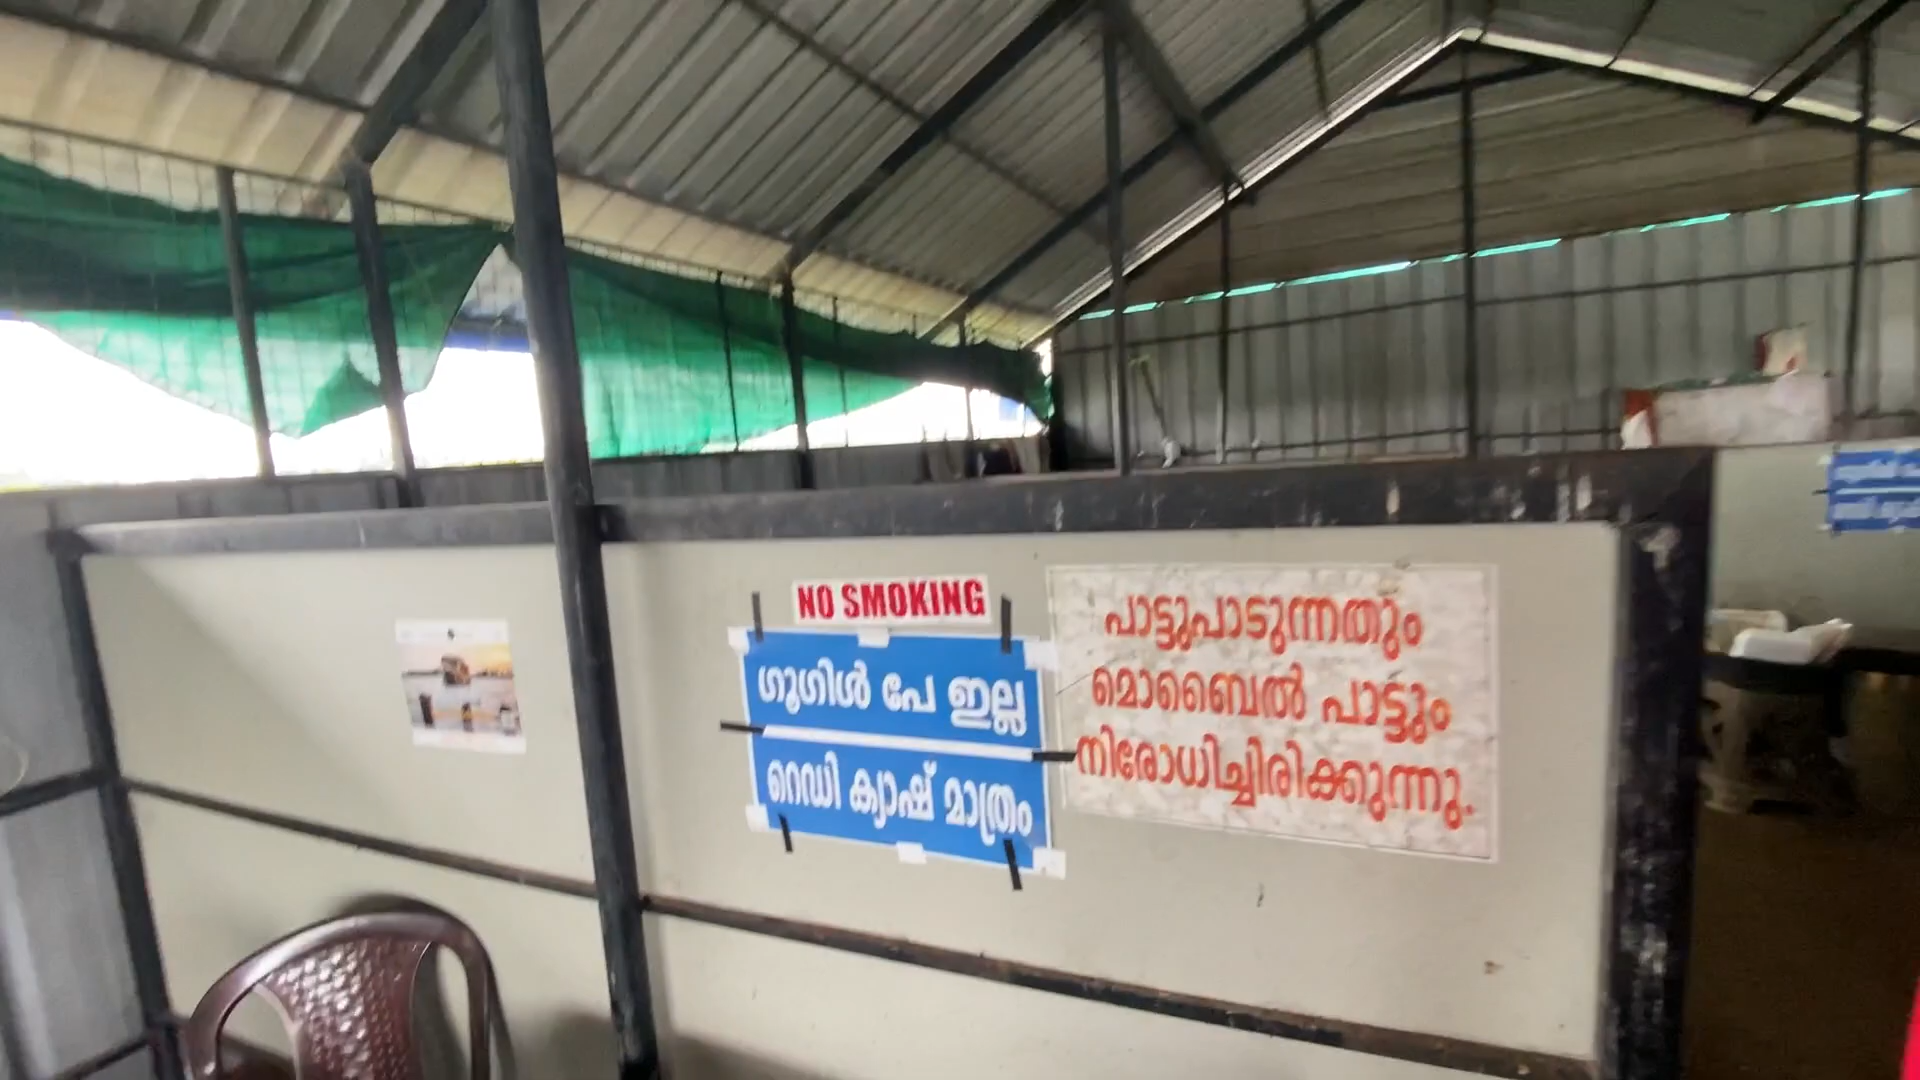 NO SMOKING
ഗൂഗിൾ പേ ഇല്ല
റെഡി ക്യാഷ് മാത്രം
പാട്ടുപാടുന്നതും
മൊബൈൽ പാട്ടും
നിരോധിച്ചിരിക്കുന്നു.